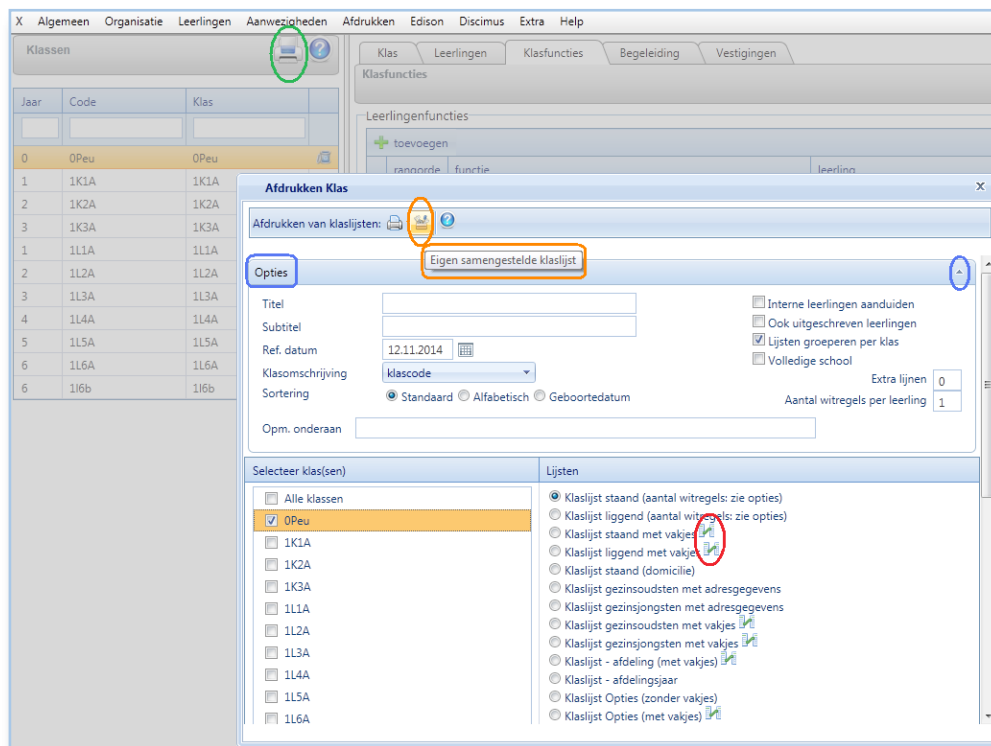 X Algemeen Organisatie Leerlingen Aanwezigheden Afdrukken Edison Discimus Extra Help
Klassen
Klas Leerlingen Klasfuncties Begeleiding Vestigingen
Klasfuncties
Jaar Code Klas
Leerlingenfuncties
toevoegen
rangorde functie leerling
0 0Peu 0Peu
1 1K1A 1K1A
2 1K2A 1K2A
3 1K3A 1K3A
1 1L1A 1L1A
2 1L2A 1L2A
3 1L3A 1L3A
4 1L4A 1L4A
5 1L5A 1L5A
6 1L6A 1L6A
6 1l6b 1l6b
Afdrukken Klas X
Afdrukken van klaslijsten:
Eigen samengestelde klaslijst
Opties
Titel
Subtitel
Ref. datum 12.11.2014
Klasomschrijving klascode
Sortering Standaard Alfabetisch Geboortedatum
Opm. onderaan
Interne leerlingen aanduiden
Ook uitgeschreven leerlingen
Lijsten groeperen per klas
Volledige school
Extra lijnen 0
Aantal witregels per leerling 1
Selecteer klas(sen)
Alle klassen
0Peu
1K1A
1K2A
1K3A
1L1A
1L2A
1L3A
1L4A
1L5A
1L6A
Lijsten
Klaslijst staand (aantal witregels: zie opties)
Klaslijst liggend (aantal witregels: zie opties)
Klaslijst staand met vakjes
Klaslijst liggend met vakjes
Klaslijst staand (domicilie)
Klaslijst gezinsoudsten met adresgegevens
Klaslijst gezinsjongsten met adresgegevens
Klaslijst gezinsoudsten met vakjes
Klaslijst gezinsjongsten met vakjes
Klaslijst - afdeling (met vakjes)
Klaslijst - afdelingsjaar
Klaslijst Opties (zonder vakjes)
Klaslijst Opties (met vakjes)